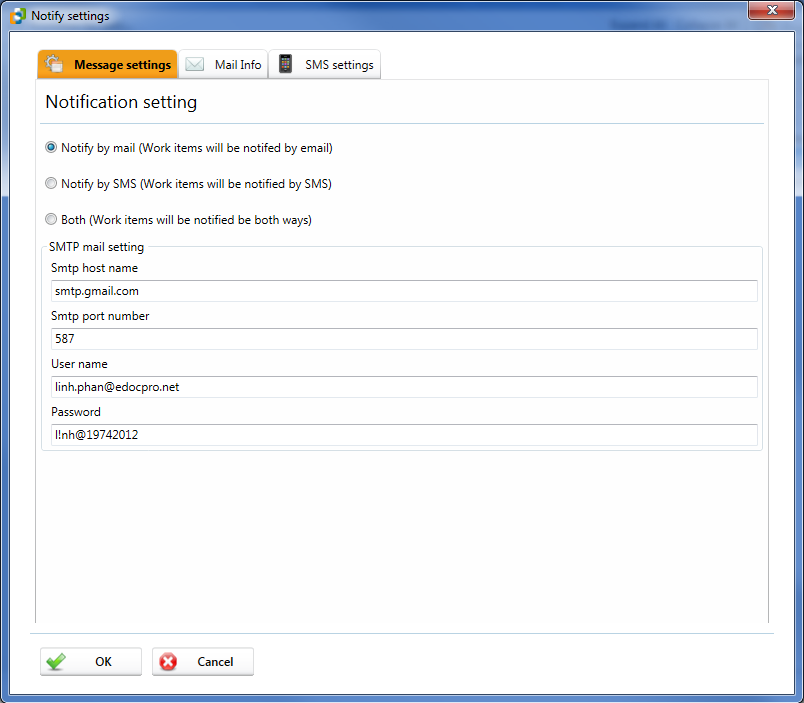 Notify settings
Message settings
Mail Info
SMS settings
Notification setting
Notify by mail (Work items will be notifed by email)
Notify by SMS (Work items will be notified by SMS)
Both (Work items will be notified be both ways)
SMTP mail setting
Smtp host name
smtp.gmail.com
Smtp port number
587
User name
linh.phan@edocpro.net
Password
l!nh@19742012
OK
Cancel